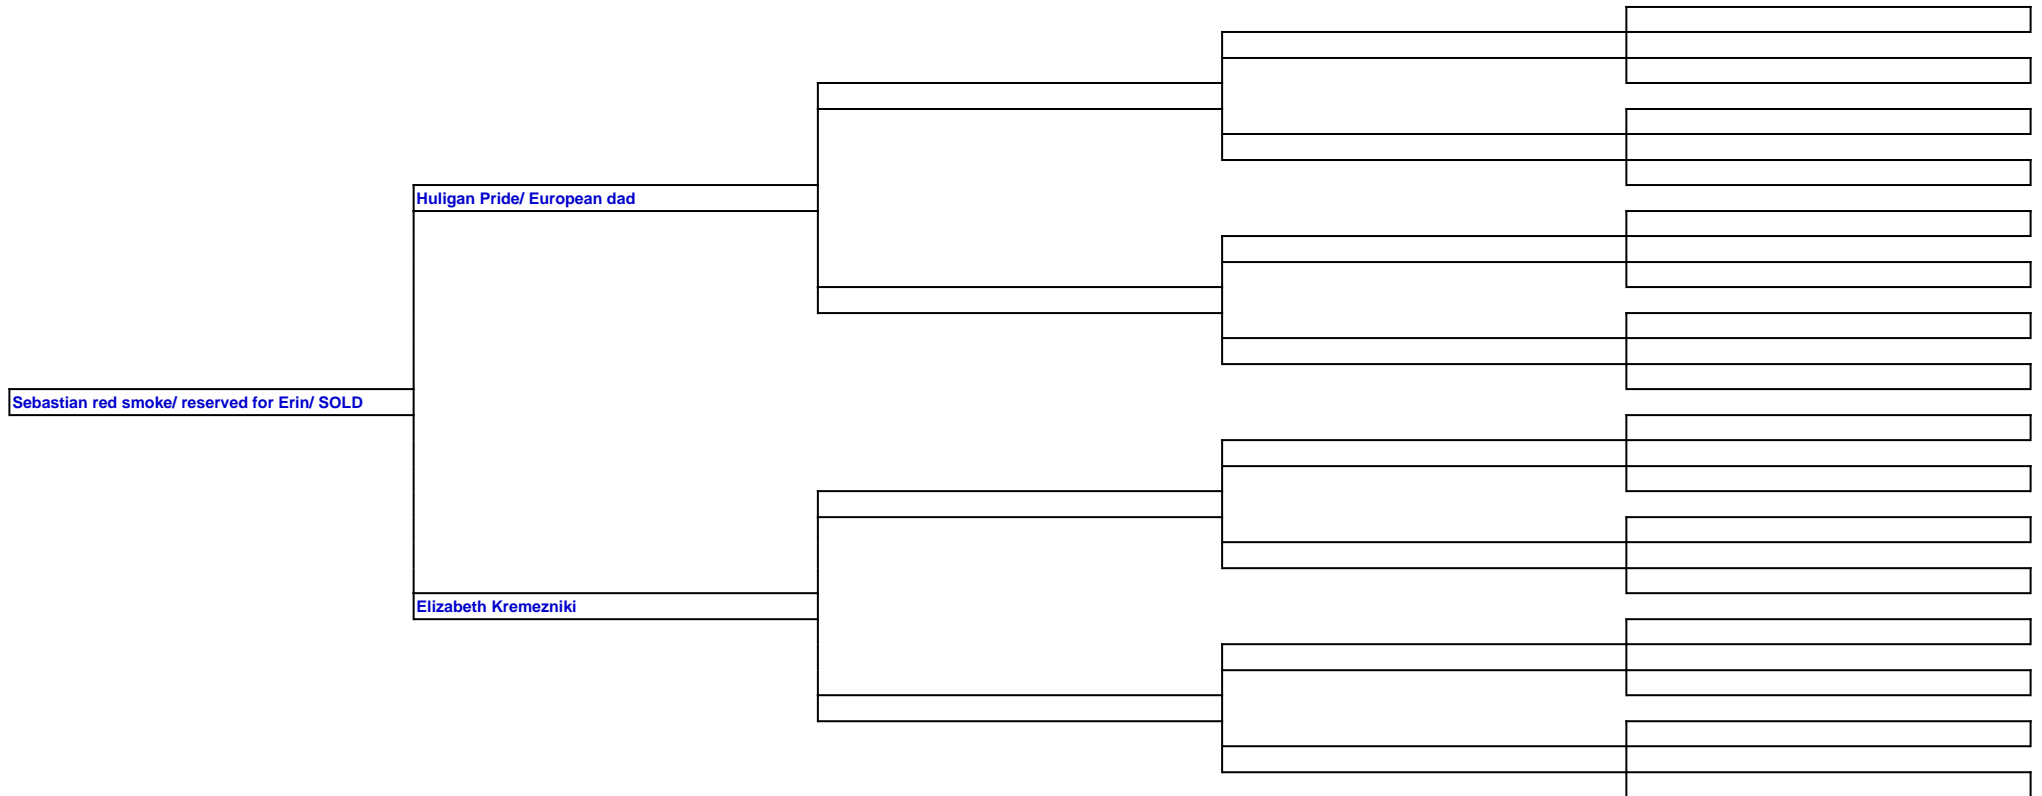 Huligan Pride/ European dad
Sebastian red smoke/ reserved for Erin/ SOLD
Elizabeth Kremezniki